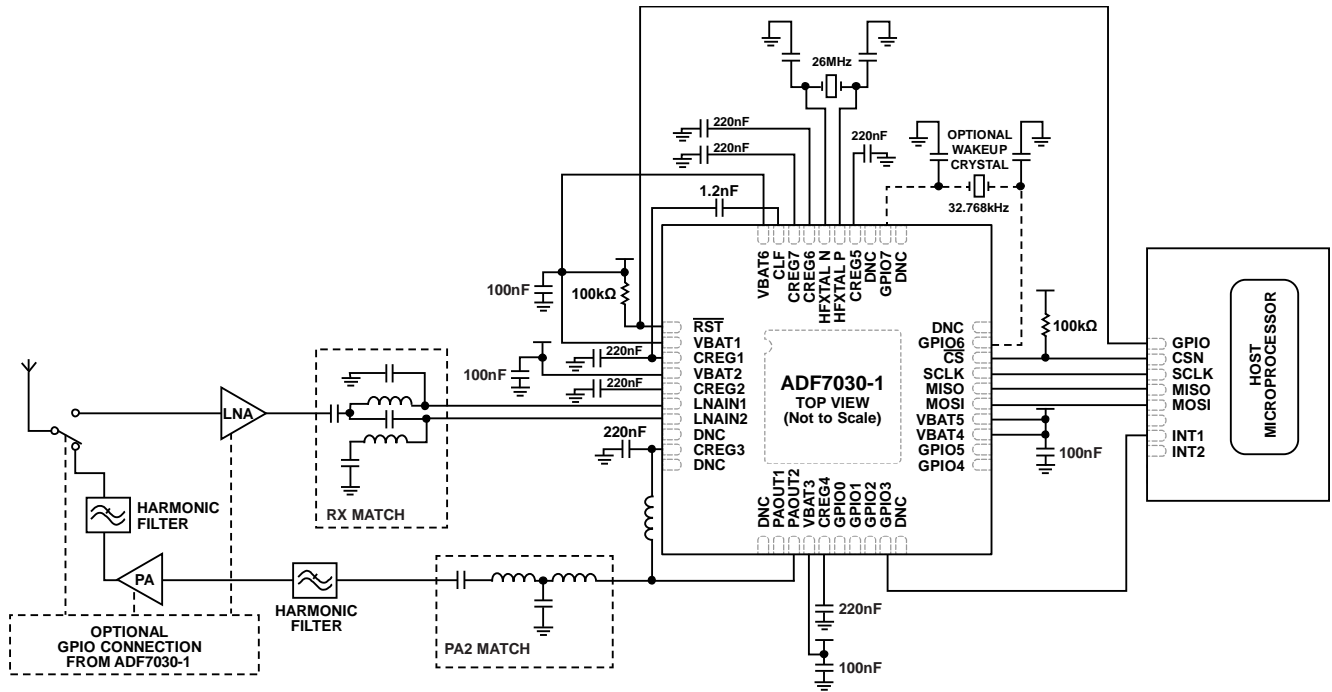 26MHz
220nF
220nF
220nF
OPTIONAL
WAKEUP
CRYSTAL
32.768kHz
1.2nF
VBAT6
CLF
CREG7
CREG6
HFXTAL N
HFXTAL P
CREG5
DNC
GPIO7
DNC
100nF
100kΩ
RST
VBAT1
CREG1
VBAT2
CREG2
LNAIN1
LNAIN2
DNC
CREG3
DNC
220nF
100nF
220nF
220nF
ADF7030-1
TOP VIEW
(Not to Scale)
DNC
GPIO6
CS
SCLK
MISO
MOSI
VBAT5
VBAT4
GPIO5
GPIO4
100kΩ
100nF
GPIO
CSN
SCLK
MISO
MOSI
INT1
INT2
HOST
MICROPROCESSOR
LNA
RX MATCH
HARMONIC
FILTER
PA
HARMONIC
FILTER
PA2 MATCH
DNC
PAOUT1
PAOUT2
VBAT3
CREG4
GPIO0
GPIO1
GPIO2
GPIO3
DNC
220nF
100nF
OPTIONAL
GPIO CONNECTION
FROM ADF7030-1